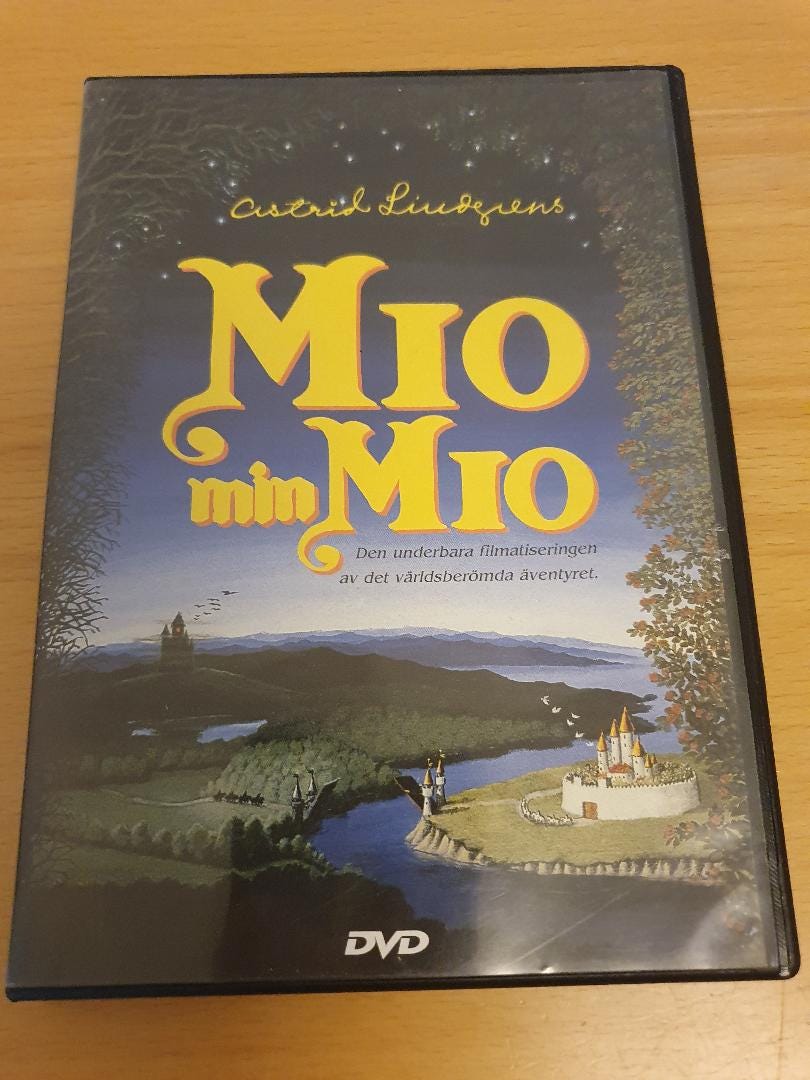 Astrid Lindgrens
MIO
min MIO
Den underbara filmatiseringen
av det världsberömda äventyret.
DVD